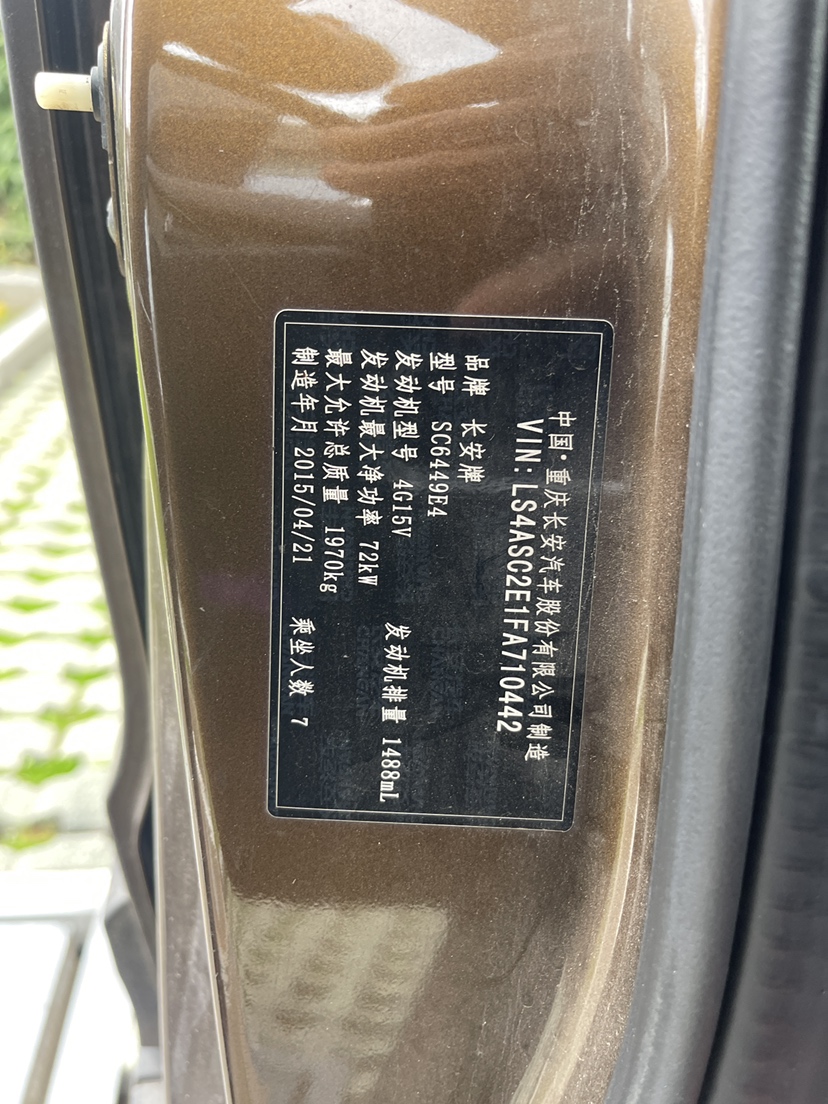 中国·重庆长安汽车股份有限公司制造
VIN:LS4ASC2E1FA710442
品牌 长安牌
型号 SC6449E4
发动机型号 4G15V 发动机排量 1488mL
发动机最大净功率 72kW
最大允许总质量 1970kg
制造年月 2015/04/21 乘坐人数 7